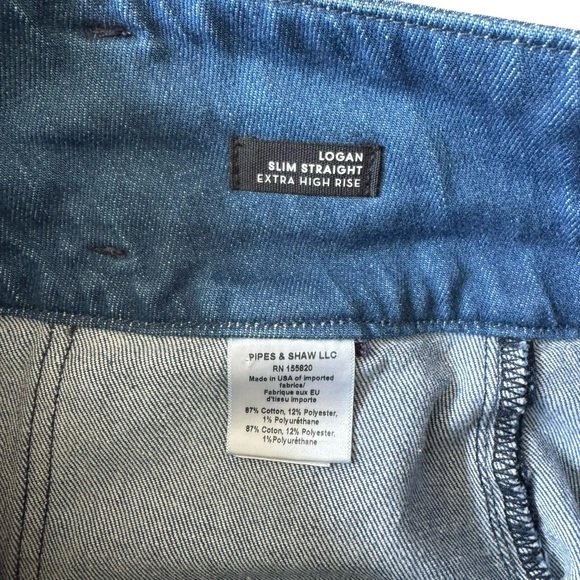 LOGAN
SLIM STRAIGHT
EXTRA HIGH RISE
PIPES & SHAW LLC
RN 155820
Made in USA of imported
fabrics/
Fabrique aux EU
d'tissu importe
87% Cotton, 12% Polyester,
1% Polyuréthane
87% Coton, 12% Polyester,
1%Polyuréthane